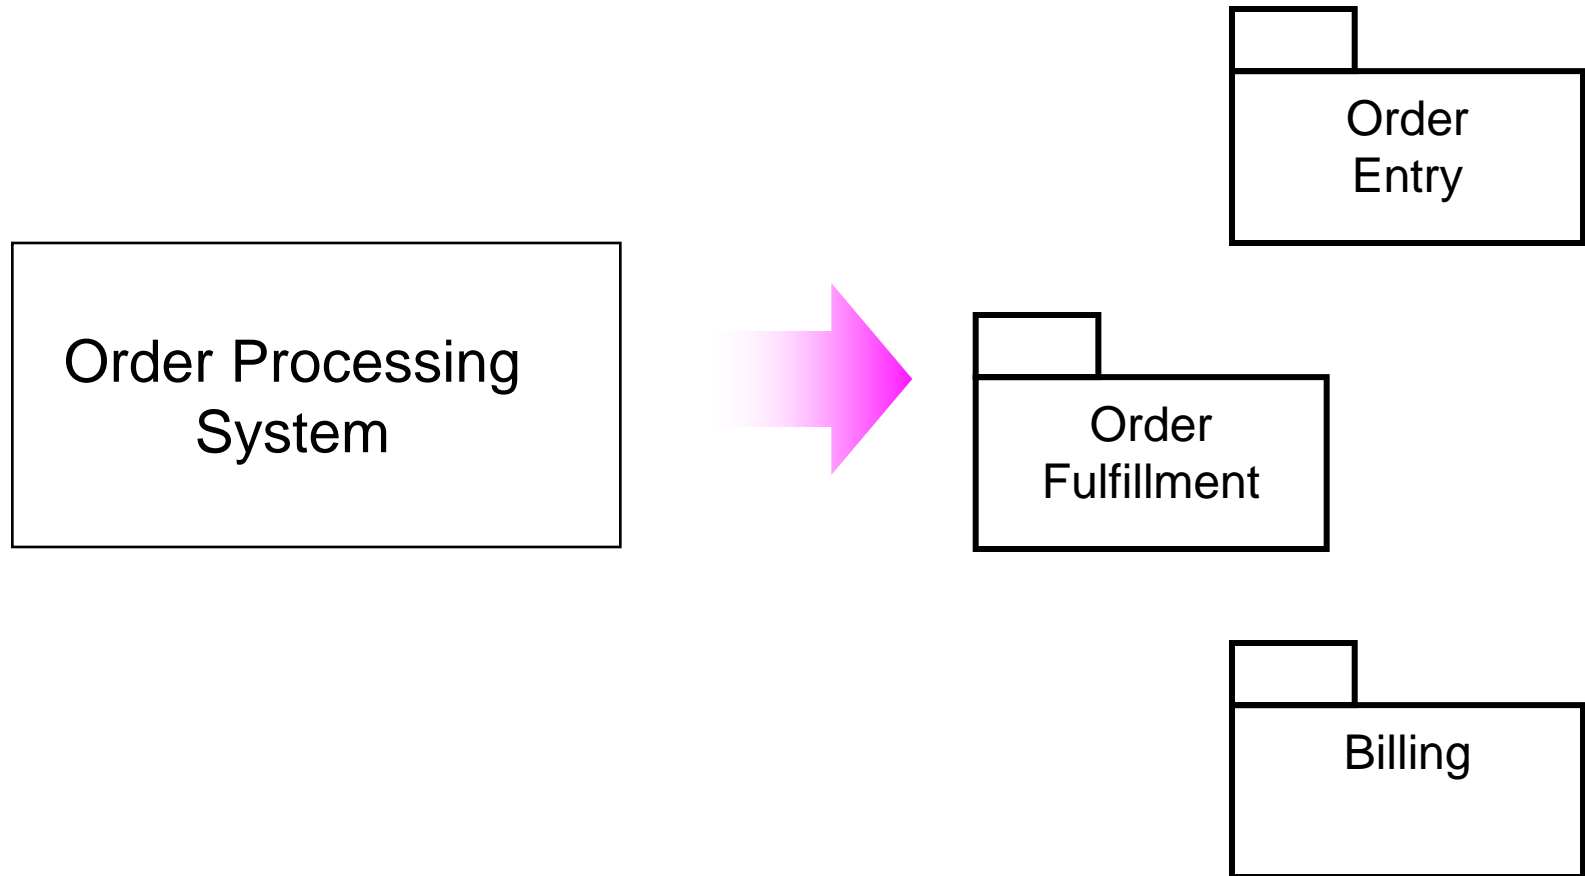 Order Processing
System
Order
Entry
Order
Fulfillment
Billing